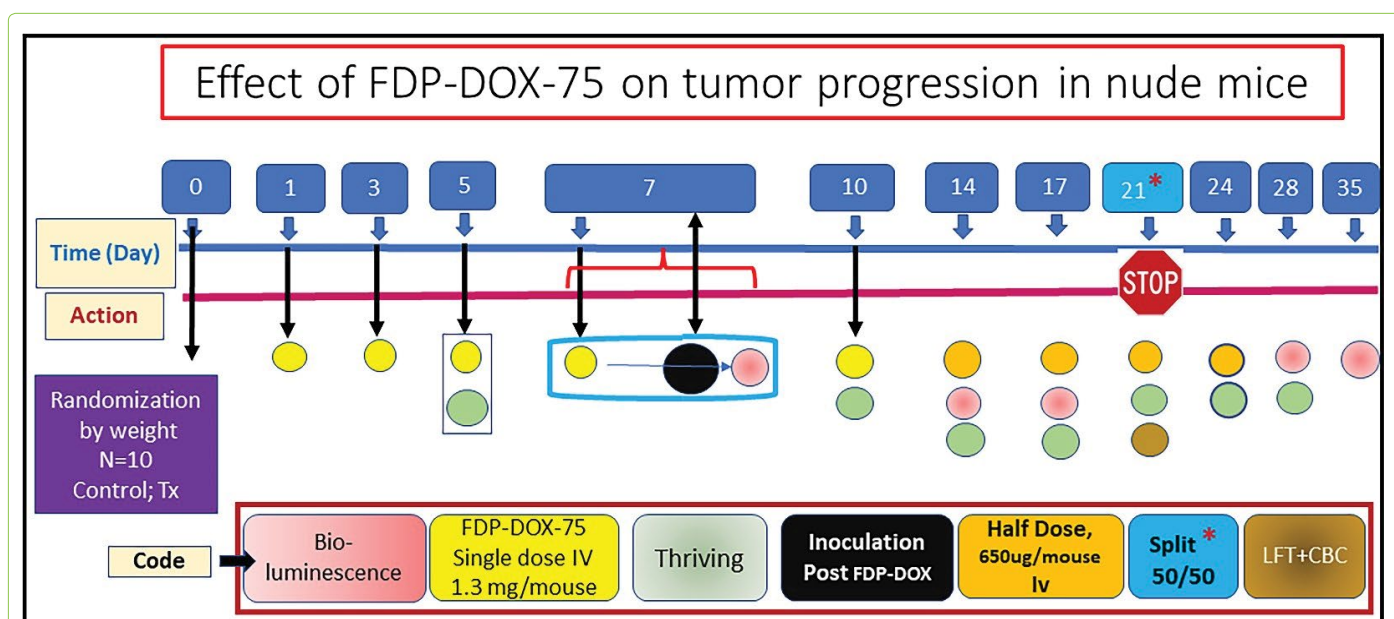 Effect of FDP-DOX-75 on tumor progression in nude mice
0 1 3 5 7 10 14 17 21* 24 28 35
Time (Day)
STOP
Action
Randomization
by weight
N=10
Control; Tx
Code
Bio-
luminescence
FDP-DOX-75
Single dose IV
1.3 mg/mouse
Thriving
Inoculation
Post FDP-DOX
Half Dose,
650ug/mouse
Iv
Split *
50/50
LFT+CBC